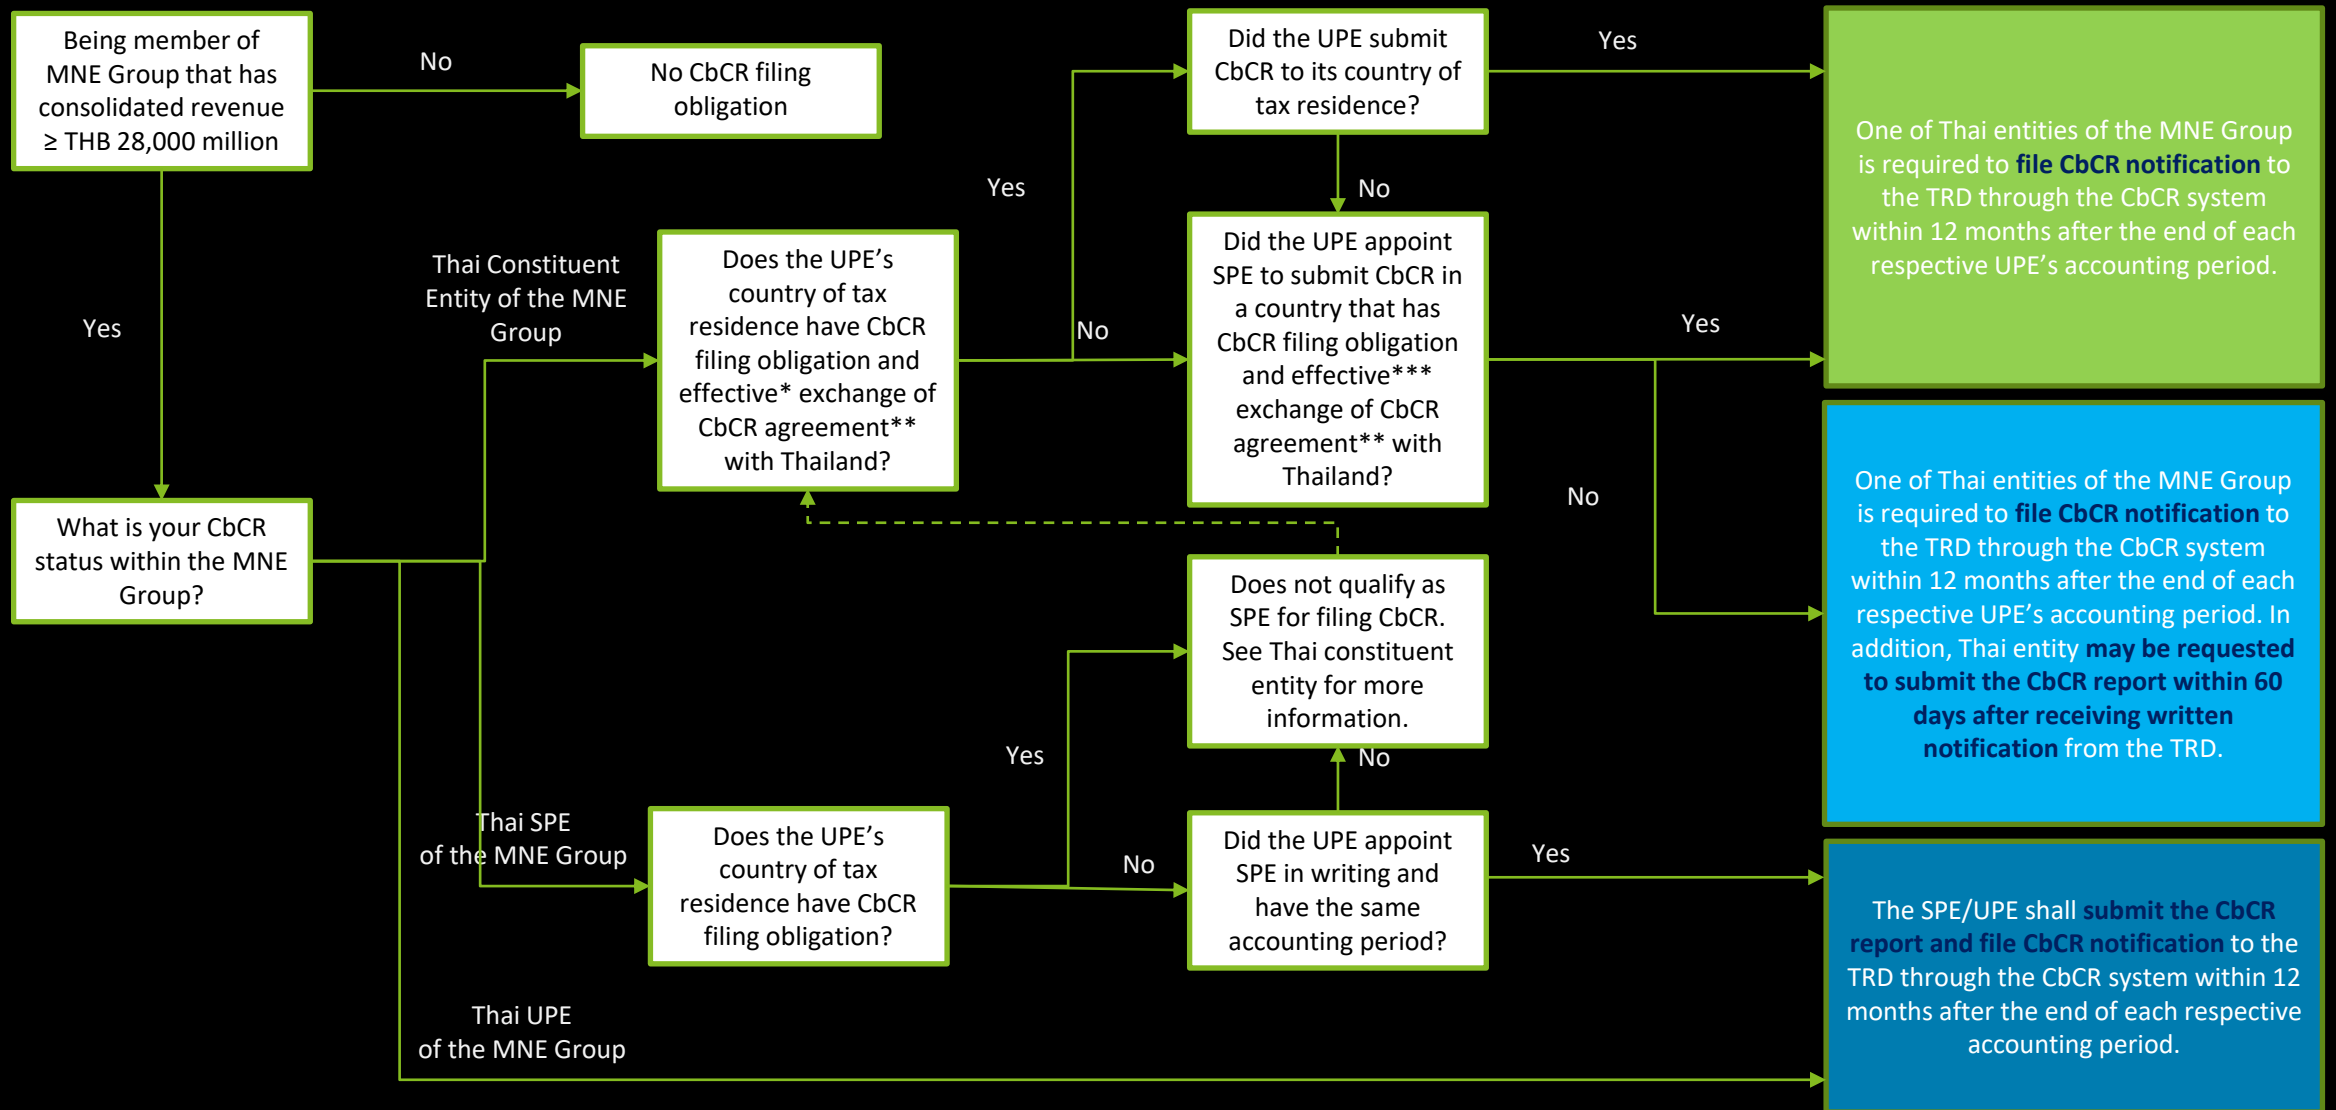 Being member of
MNE Group that has
consolidated revenue
≥ THB 28,000 million
No
No CbCR filing
obligation
Yes
What is your CbCR
status within the MNE
Group?
Thai Constituent
Entity of the MNE
Group
Does the UPE’s
country of tax
residence have CbCR
filing obligation and
effective* exchange of
CbCR agreement**
with Thailand?
Yes
No
Did the UPE submit
CbCR to its country of
tax residence?
Yes
No
Did the UPE appoint
SPE to submit CbCR in
a country that has
CbCR filing obligation
and effective***
exchange of CbCR
agreement** with
Thailand?
Yes
No
Thai SPE
of the MNE Group
Does the UPE’s
country of tax
residence have CbCR
filing obligation?
Yes
No
Does not qualify as
SPE for filing CbCR.
See Thai constituent
entity for more
information.
No
Did the UPE appoint
SPE in writing and
have the same
accounting period?
Yes
Thai UPE
of the MNE Group
One of Thai entities of the MNE Group
is required to file CbCR notification to
the TRD through the CbCR system
within 12 months after the end of each
respective UPE’s accounting period.
One of Thai entities of the MNE Group
is required to file CbCR notification to
the TRD through the CbCR system
within 12 months after the end of each
respective UPE’s accounting period. In
addition, Thai entity may be requested
to submit the CbCR report within 60
days after receiving written
notification from the TRD.
The SPE/UPE shall submit the CbCR
report and file CbCR notification to the
TRD through the CbCR system within 12
months after the end of each respective
accounting period.